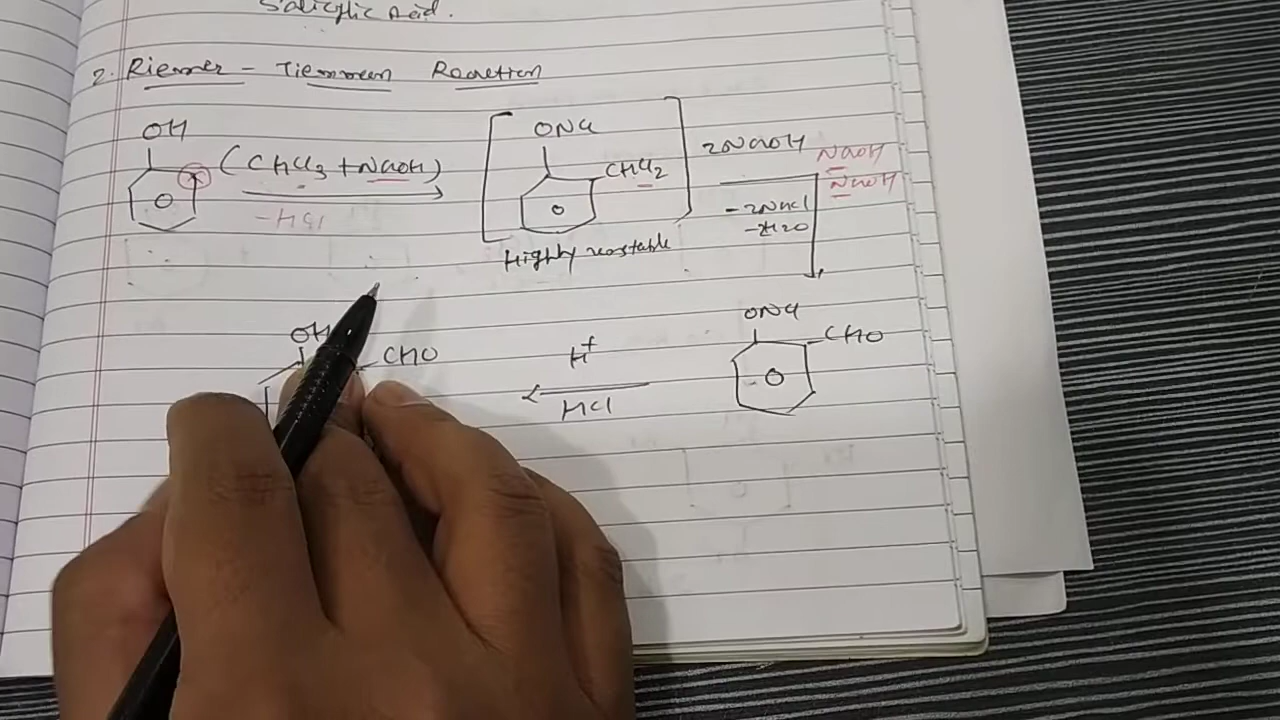 Salicylic Acid.
2. Riemer - Tiemmen Reaction
OH
(CHCl3 + NaOH)
-HCl
ONa
CHCl2
Highly unstable
2NaOH
NaOH
NaOH
-2NaCl
-H2O
ONa
CHO
H+
HCl
OH
CHO